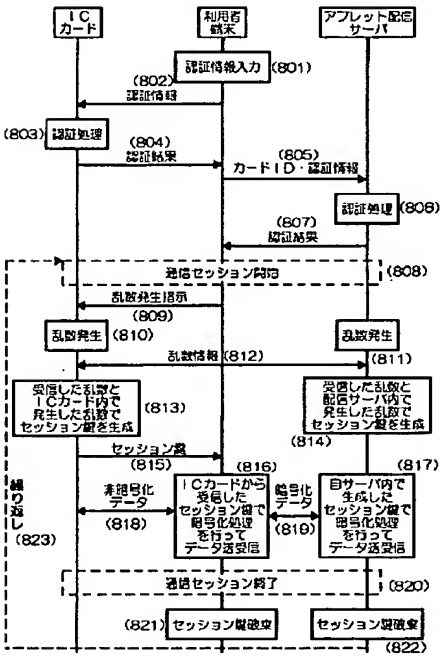 ICカード
利用者端末
アプレット配信サーバ
認証情報入力
(801)
(802)
認証情報
(803)
認証処理
(804)
認証結果
(805)
カードID・認証情報
認証処理
(806)
(807)
認証結果
通信セッション開始
(808)
乱数発生指示
(809)
乱数発生
(810)
乱数発生
(811)
乱数情報
(812)
受信した乱数と
ICカード内で
発生した乱数で
セッション鍵を生成
(813)
受信した乱数と
配信サーバ内で
発生した乱数で
セッション鍵を生成
(814)
セッション鍵
(815)
(816)
ICカードから
受信した
セッション鍵で
暗号化処理
を行って
データ送受信
(817)
自サーバ内で
生成した
セッション鍵で
暗号化処理
を行って
データ送受信
非暗号化
データ
(818)
暗号化
データ
(819)
繰り返し
(823)
通信セッション終了
(820)
(821)
セッション鍵破棄
セッション鍵破棄
(822)